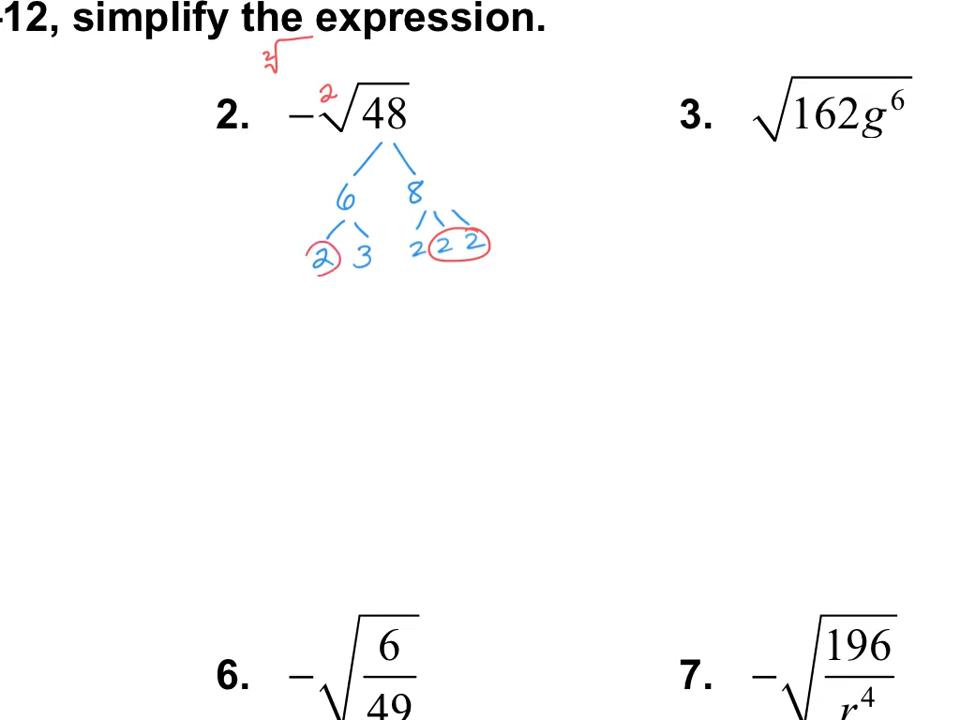 -12, simplify the expression.
2. −²√48
3. √162g⁶
6 8
2 3 2 2 2
6. −√6/49
7. −√196/r⁴